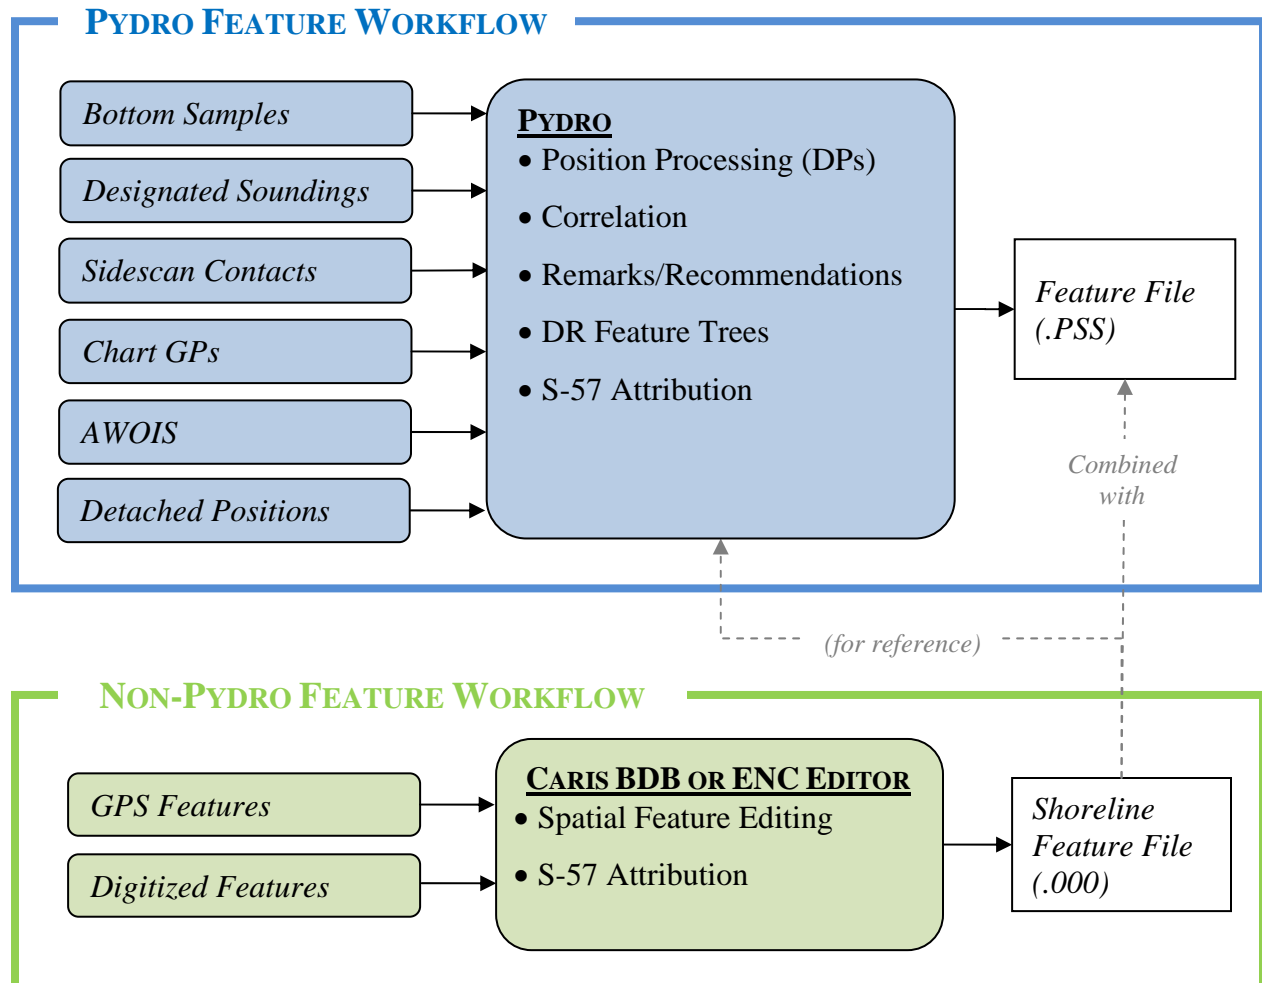 PYDRO FEATURE WORKFLOW
Bottom Samples
Designated Soundings
Sidescan Contacts
Chart GPs
AWOIS
Detached Positions
PYDRO
• Position Processing (DPs)
• Correlation
• Remarks/Recommendations
• DR Feature Trees
• S-57 Attribution
Feature File
(.PSS)
Combined
with
(for reference)
NON-PYDRO FEATURE WORKFLOW
GPS Features
Digitized Features
CARIS BDB OR ENC EDITOR
• Spatial Feature Editing
• S-57 Attribution
Shoreline
Feature File
(.000)